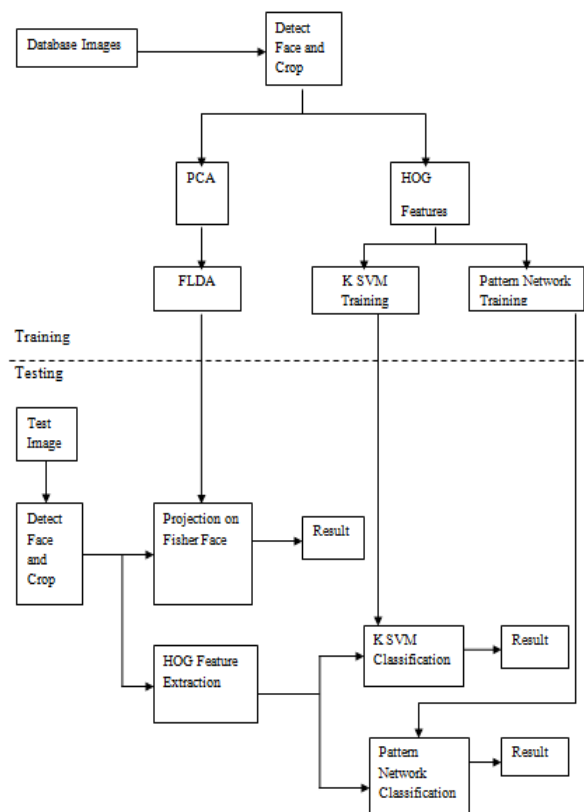 Database Images
Detect
Face and
Crop
PCA
HOG
Features
FLDA
K SVM
Training
Pattern Network
Training
Training
Testing
Test
Image
Detect
Face
and
Crop
Projection on
Fisher Face
Result
HOG Feature
Extraction
K SVM
Classification
Result
Pattern
Network
Classification
Result